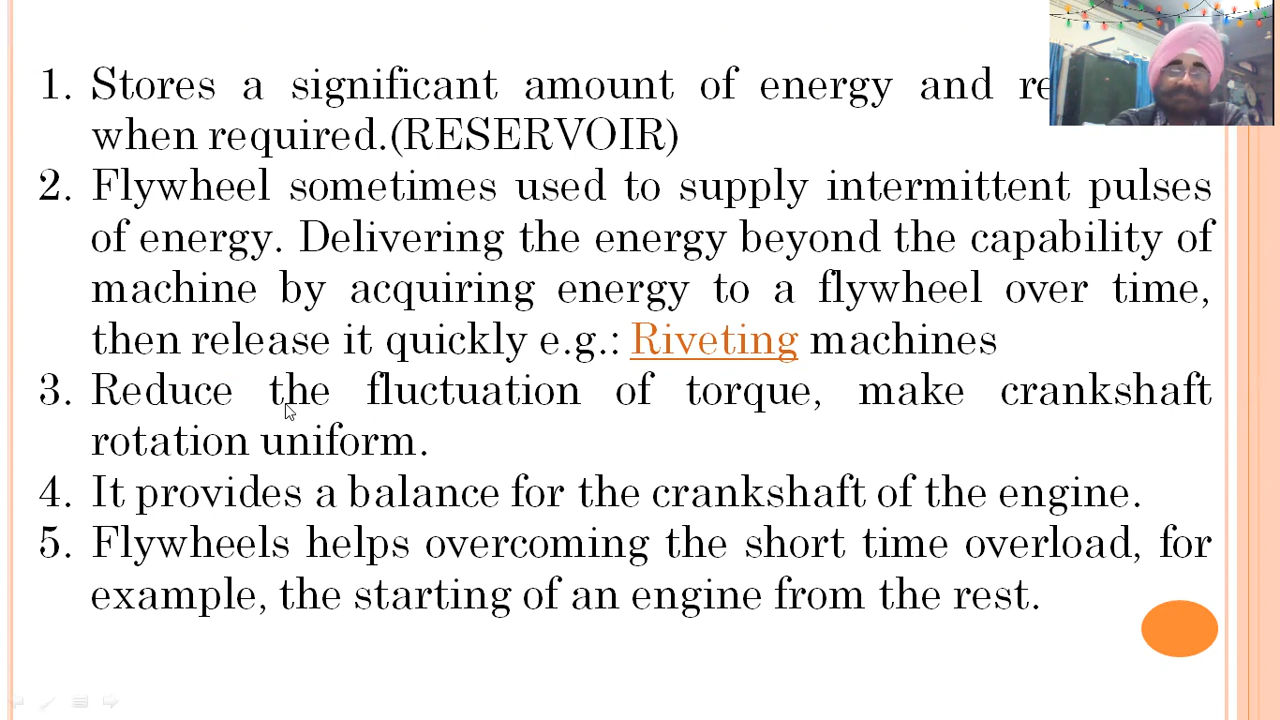 1. Stores a significant amount of energy and
when required.(RESERVOIR)
2. Flywheel sometimes used to supply intermittent pulses
of energy. Delivering the energy beyond the capability of
machine by acquiring energy to a flywheel over time,
then release it quickly e.g.: Riveting machines
3. Reduce the fluctuation of torque, make crankshaft
rotation uniform.
4. It provides a balance for the crankshaft of the engine.
5. Flywheels helps overcoming the short time overload, for
example, the starting of an engine from the rest.